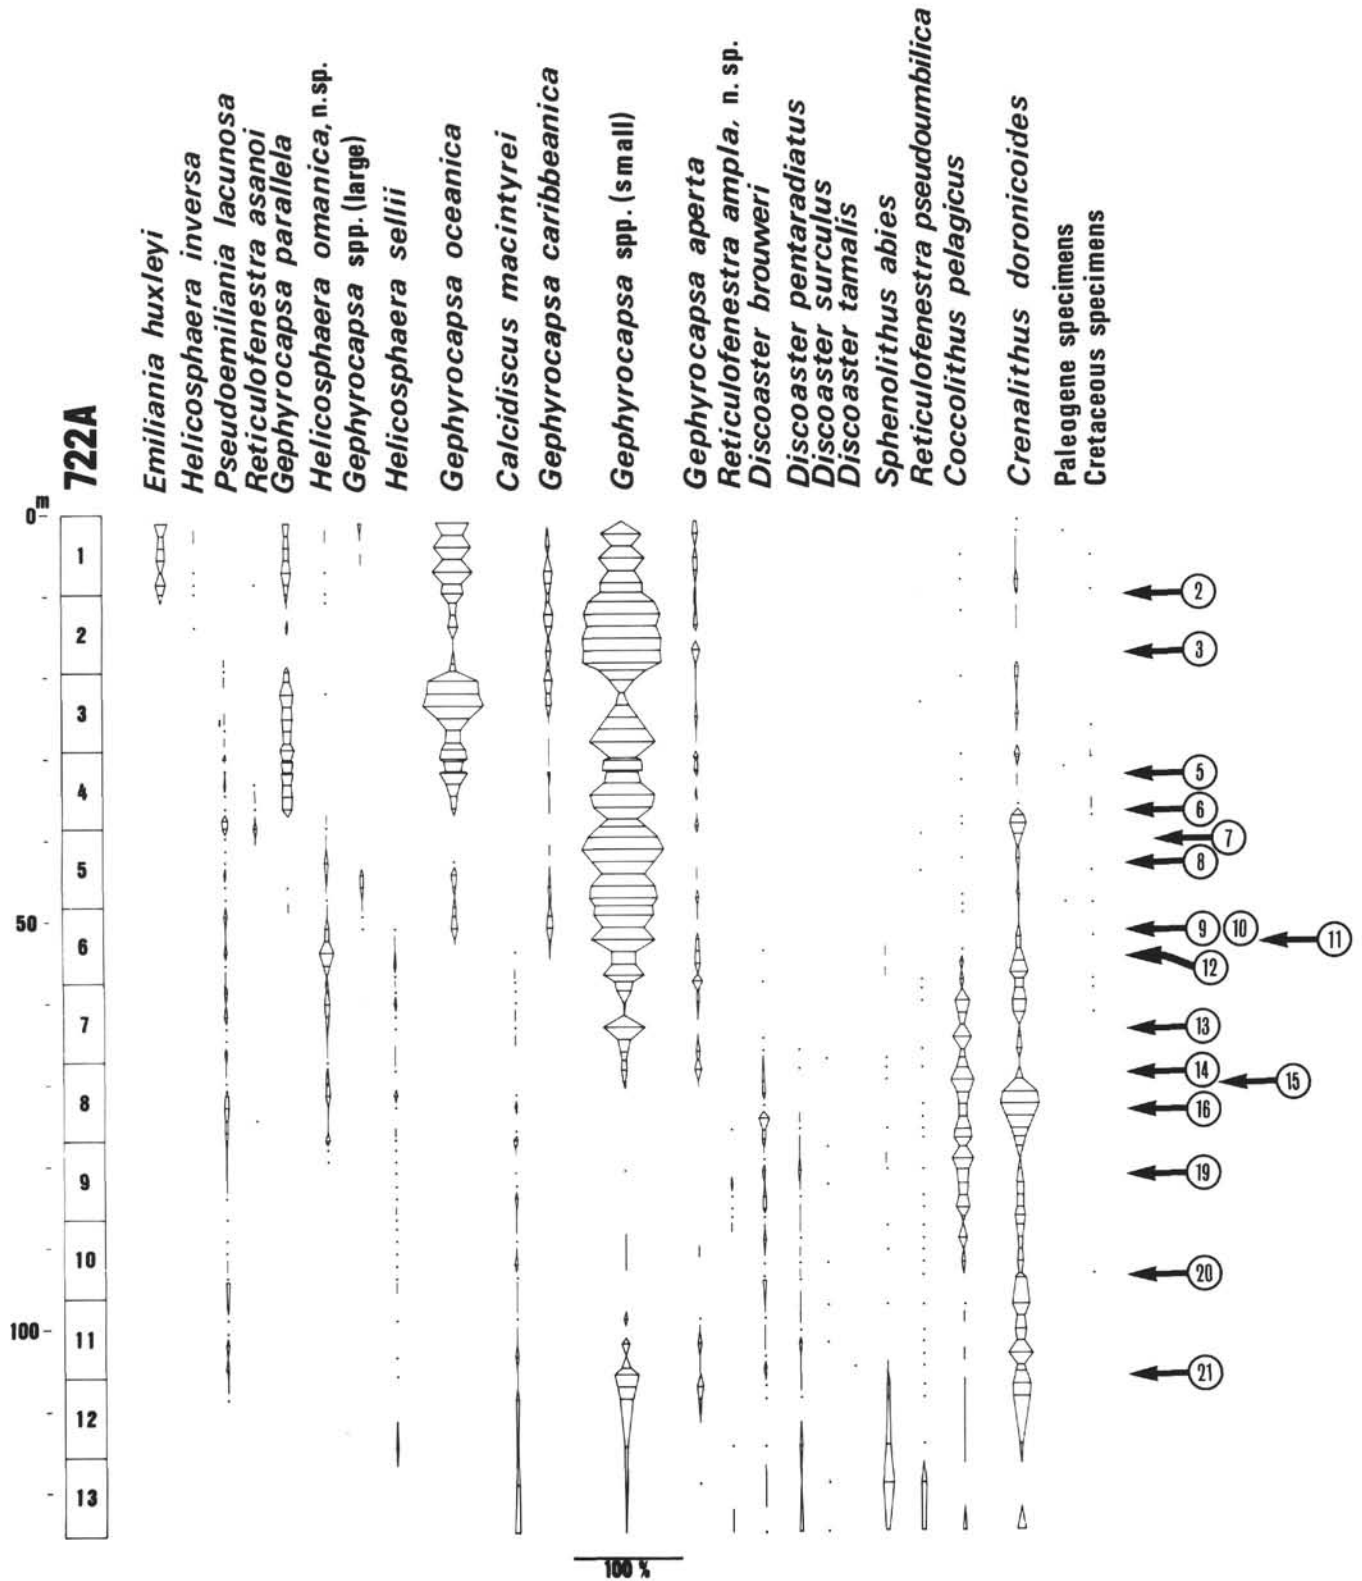 722A
Emiliania huxleyi
Helicosphaera inversa
Pseudoemiliania lacunosa
Reticulofenestra asanoi
Gephyrocapsa parallela
Helicosphaera omanica, n.sp.
Gephyrocapsa spp. (large)
Helicosphaera sellii
Gephyrocapsa oceanica
Calcidiscus macintyrei
Gephyrocapsa caribbeanica
Gephyrocapsa spp. (small)
Gephyrocapsa aperta
Reticulofenestra ampla, n. sp.
Discoaster brouweri
Discoaster pentaradiatus
Discoaster surculus
Discoaster tamalis
Sphenolithus abies
Reticulofenestra pseudoumbilica
Coccolithus pelagicus
Crenalithus doronicoides
Paleogene specimens
Cretaceous specimens
m
0
1
2
2
3
3
4
5
6
5
7
8
50
6
9 10
11
12
7
13
8
14
15
16
9
19
10
20
100
11
21
12
13
100 %